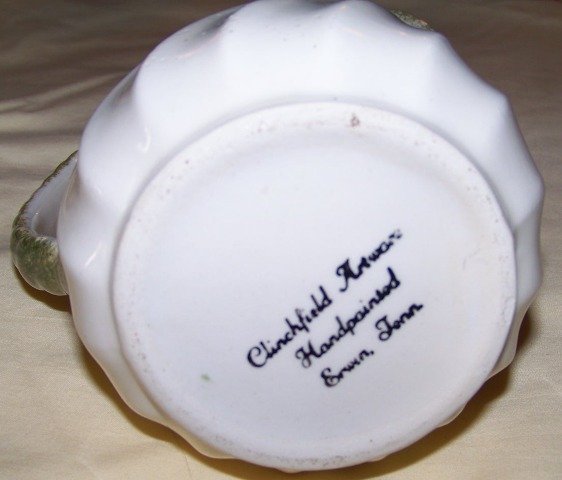 Clinchfield Artware
Handpainted
Erwin, Tenn